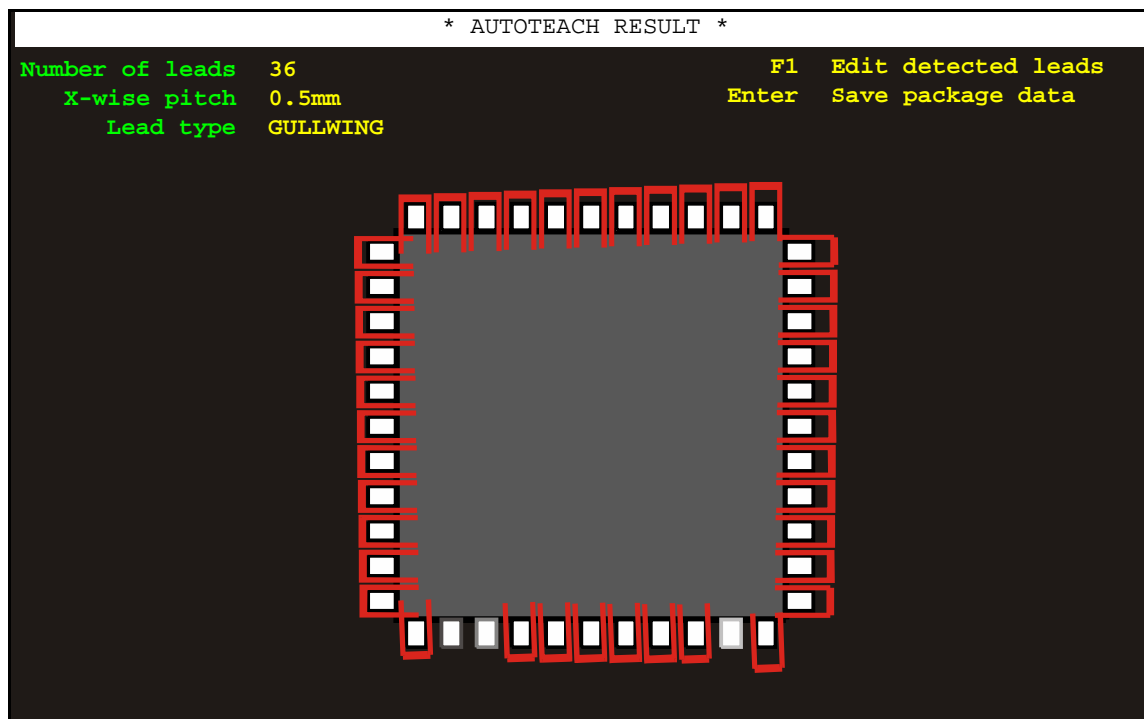 * AUTOTEACH RESULT *
Number of leads 36
X-wise pitch 0.5mm
Lead type GULLWING
F1 Edit detected leads
Enter Save package data